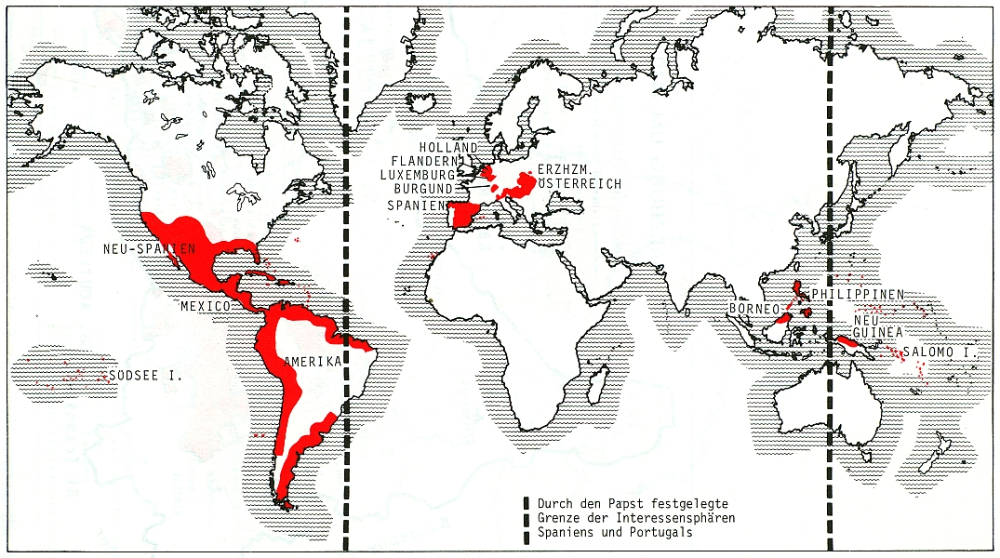 HOLLAND
FLANDERN
LUXEMBURG
BURGUND
SPANIEN
ERZHZM.
ÖSTERREICH
NEU-SPANIEN
MEXICO
AMERIKA
SÖDSEE I.
PHILIPPINEN
BORNEO
NEU
GUINEA
SALOMO I.
Durch den Papst festgelegte
Grenze der Interessensphären
Spaniens und Portugals